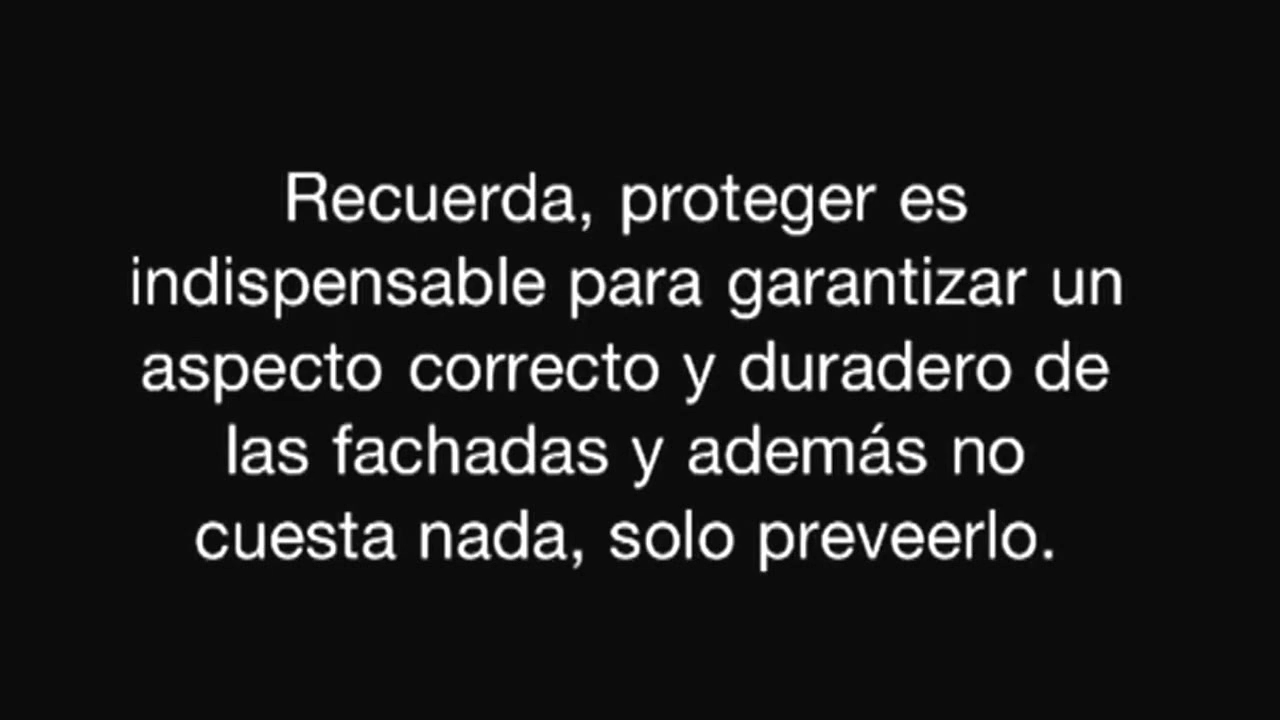 Recuerda, proteger es
indispensable para garantizar un
aspecto correcto y duradero de
las fachadas y además no
cuesta nada, solo preveerlo.